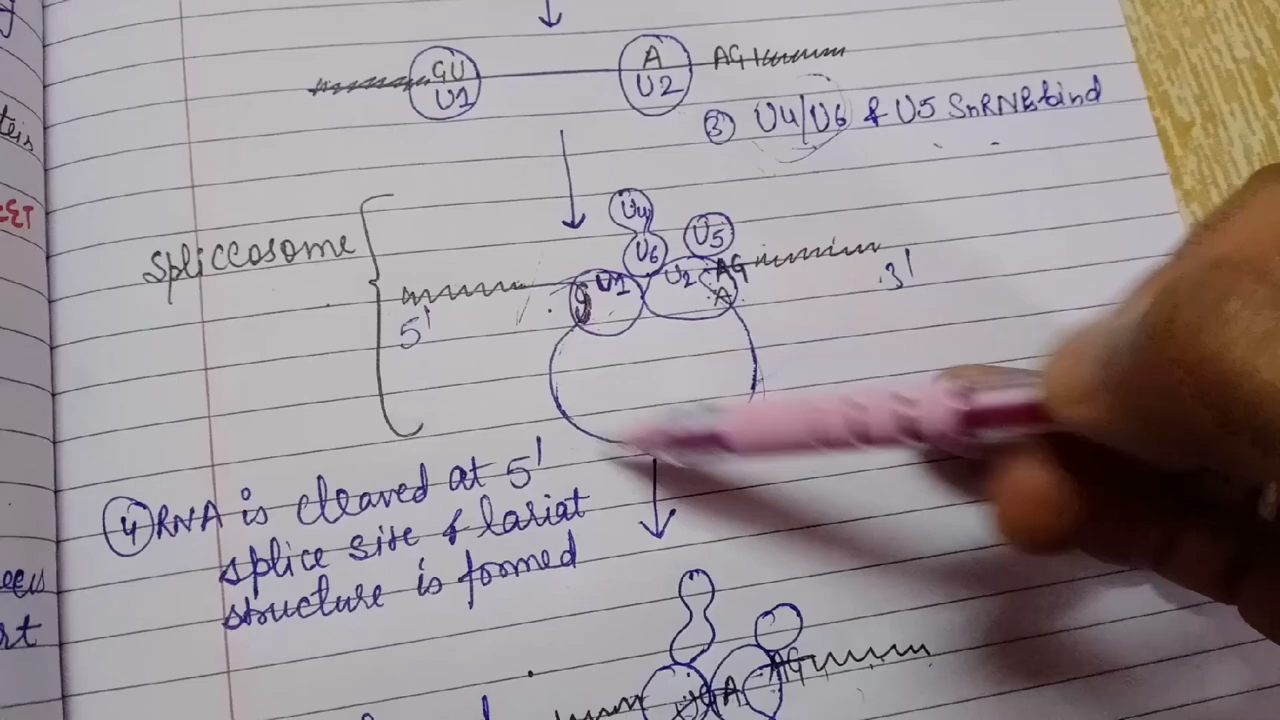 GU
U1
A
U2
AG
③ U4/U6 & U5 SnRNPs bind
Spliceosome
U4
U6
U5
U1
U2
AG
A
5'
3'
④ RNA is cleaved at 5'
splice site & lariat
structure is formed
AG
A